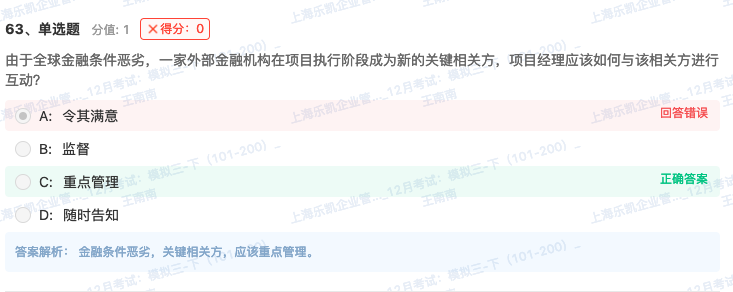 63、单选题 分值: 1 ✕得分：0
由于全球金融条件恶劣，一家外部金融机构在项目执行阶段成为新的关键相关方，项目经理应该如何与该相关方进行
互动?
A: 令其满意 回答错误
B: 监督
C: 重点管理 正确答案
D: 随时告知
答案解析： 金融条件恶劣，关键相关方，应该重点管理。
上海乐凯企业管..._12月考试：模拟三-下（101-200）_
王南南